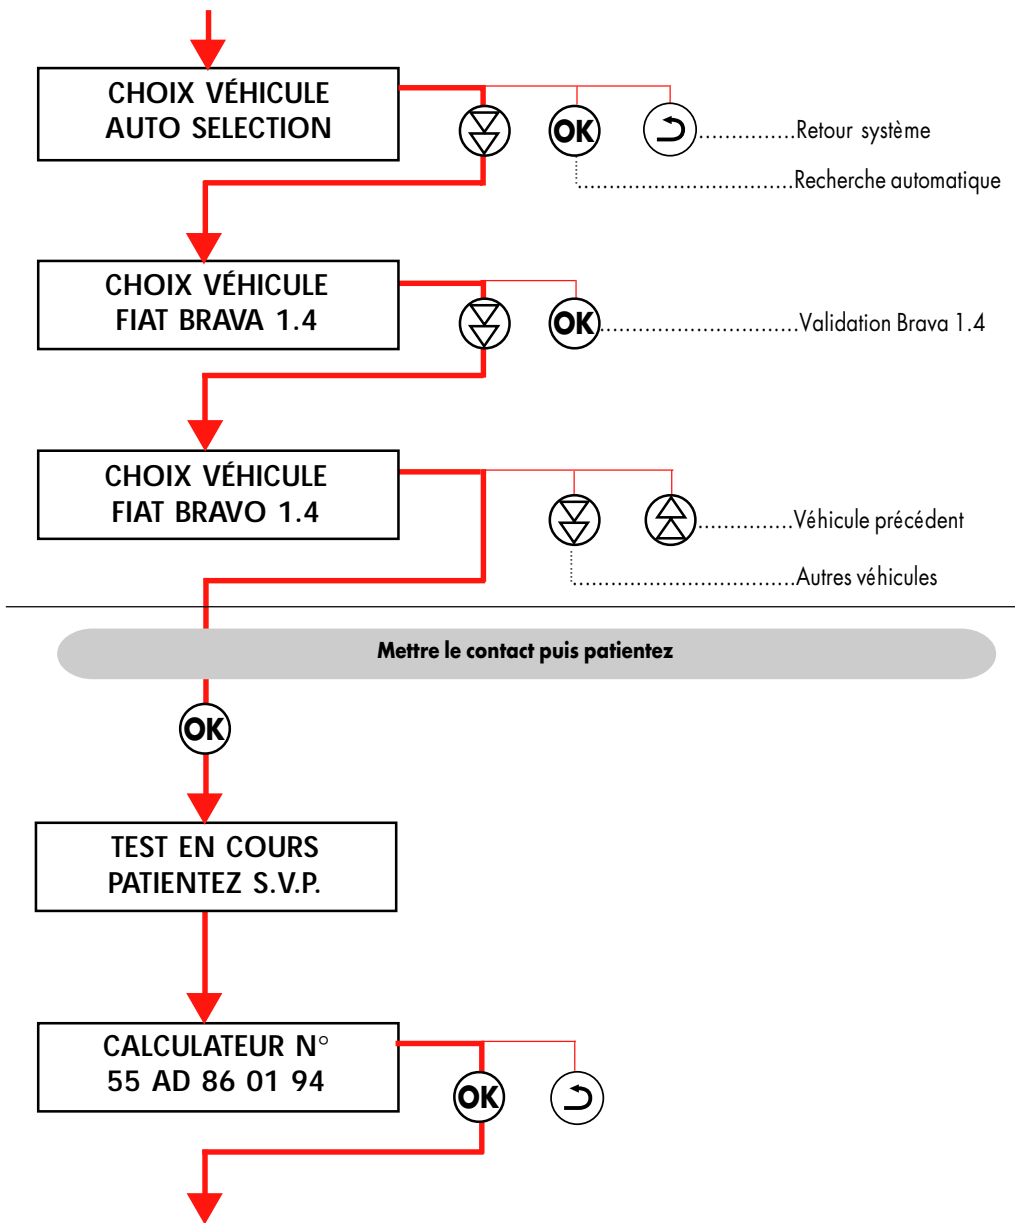 CHOIX VÉHICULE
AUTO SELECTION
OK
...............Retour système
...................................Recherche automatique
CHOIX VÉHICULE
FIAT BRAVA 1.4
OK
................................Validation Brava 1.4
CHOIX VÉHICULE
FIAT BRAVO 1.4
...............Véhicule précédent
....................................Autres véhicules
Mettre le contact puis patientez
OK
TEST EN COURS
PATIENTEZ S.V.P.
CALCULATEUR N°
55 AD 86 01 94
OK